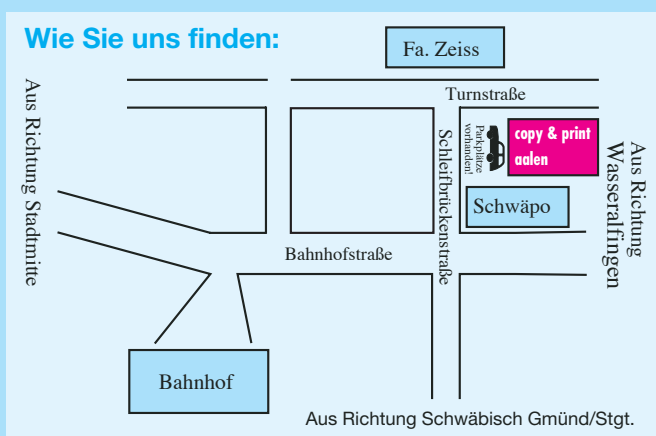 Wie Sie uns finden:
Fa. Zeiss
Turnstraße
Aus Richtung Stadtmitte
Schleifbrückenstraße
Parkplätze
vorhanden!
copy & print
aalen
Schwäpo
Aus Richtung
Wasseralfingen
Bahnhofstraße
Bahnhof
Aus Richtung Schwäbisch Gmünd/Stgt.